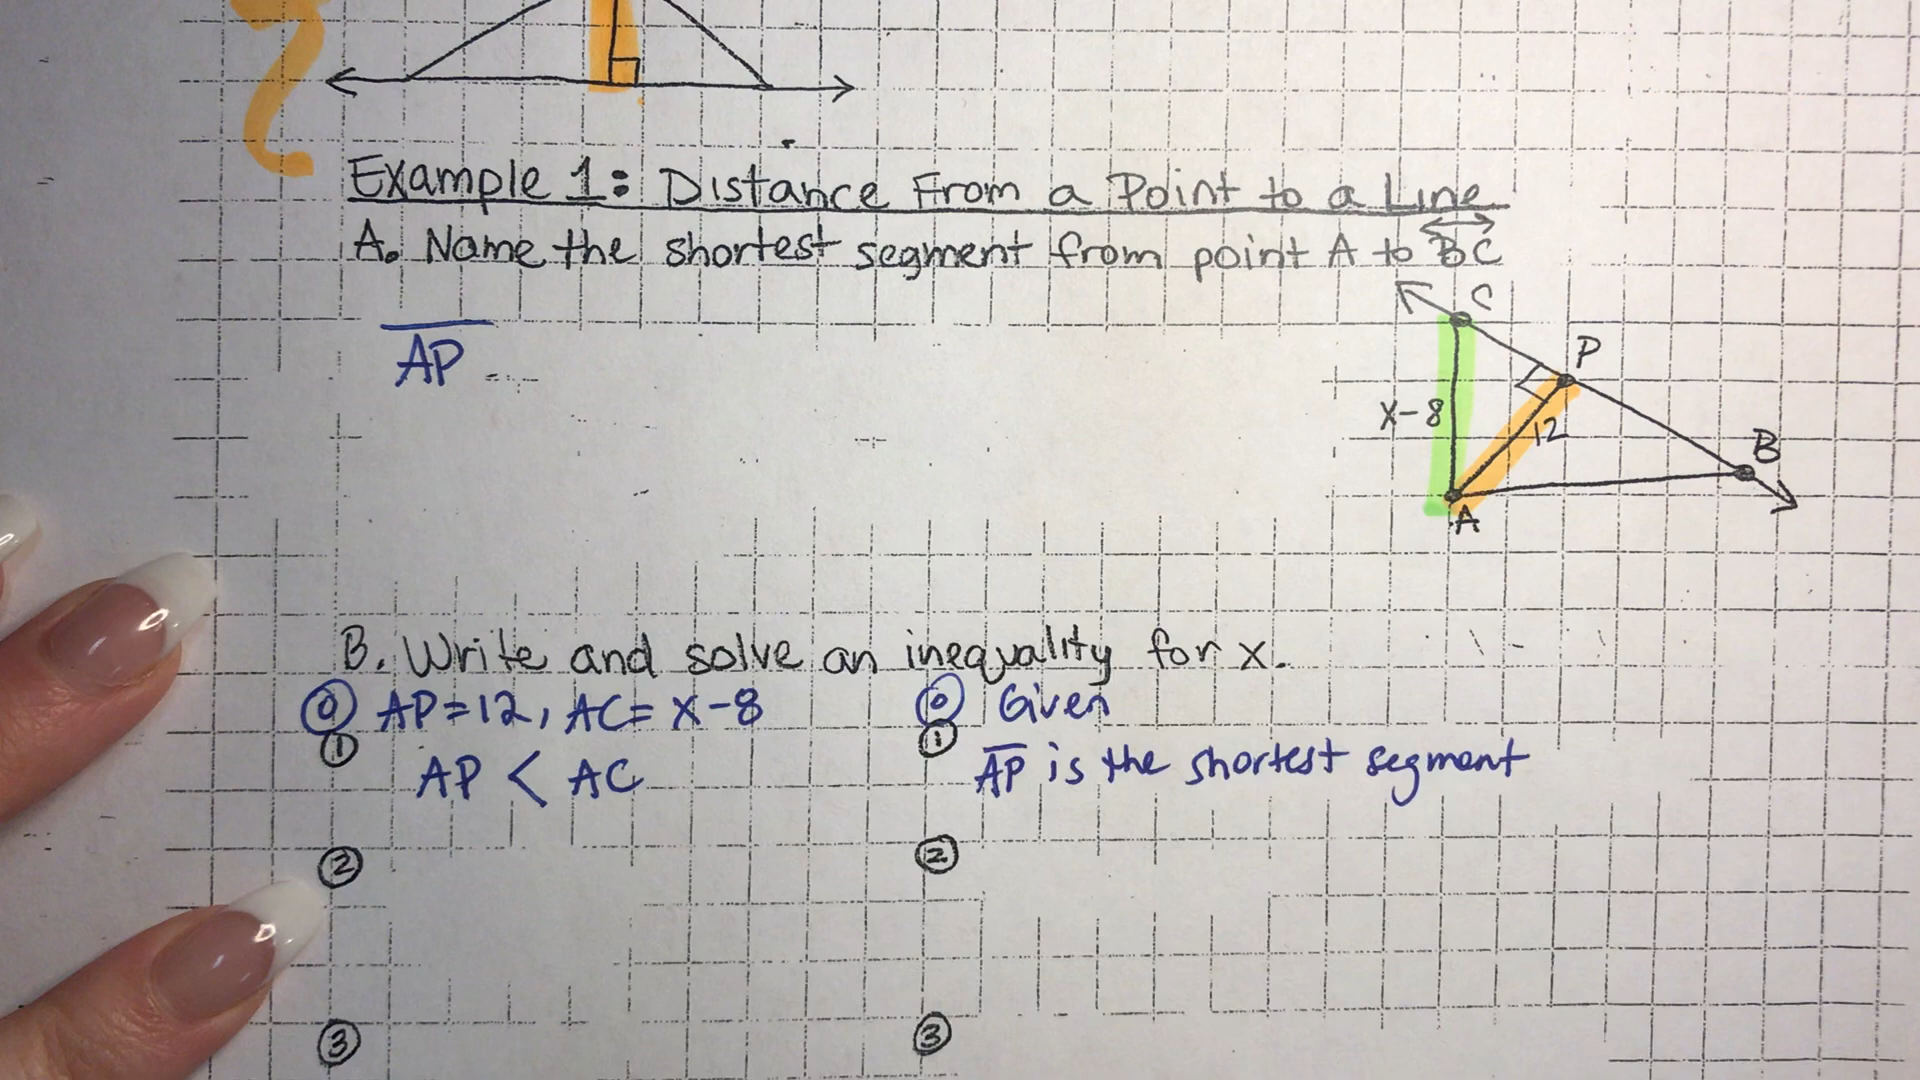 Example 1: Distance From a Point to a Line
A. Name the shortest segment from point A to BC
C
AP
P
x-8
12
B
A
B. Write and solve an inequality for x.
⓪ AP=12, AC= x-8
⓪ Given
① AP < AC
① AP is the shortest segment
②
②
③
③